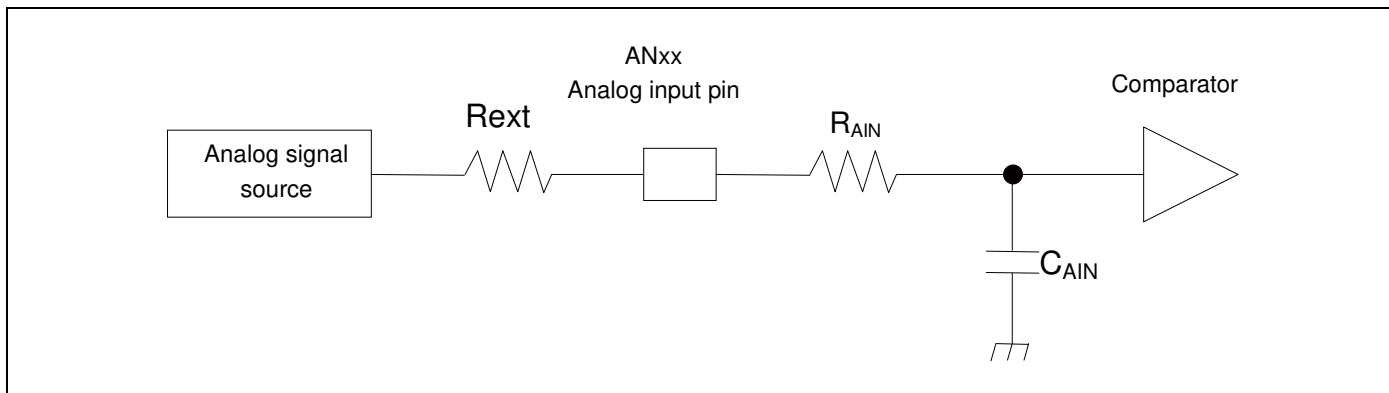 ANxx
Analog input pin
Comparator
Rext
RAIN
Analog signal
source
CAIN